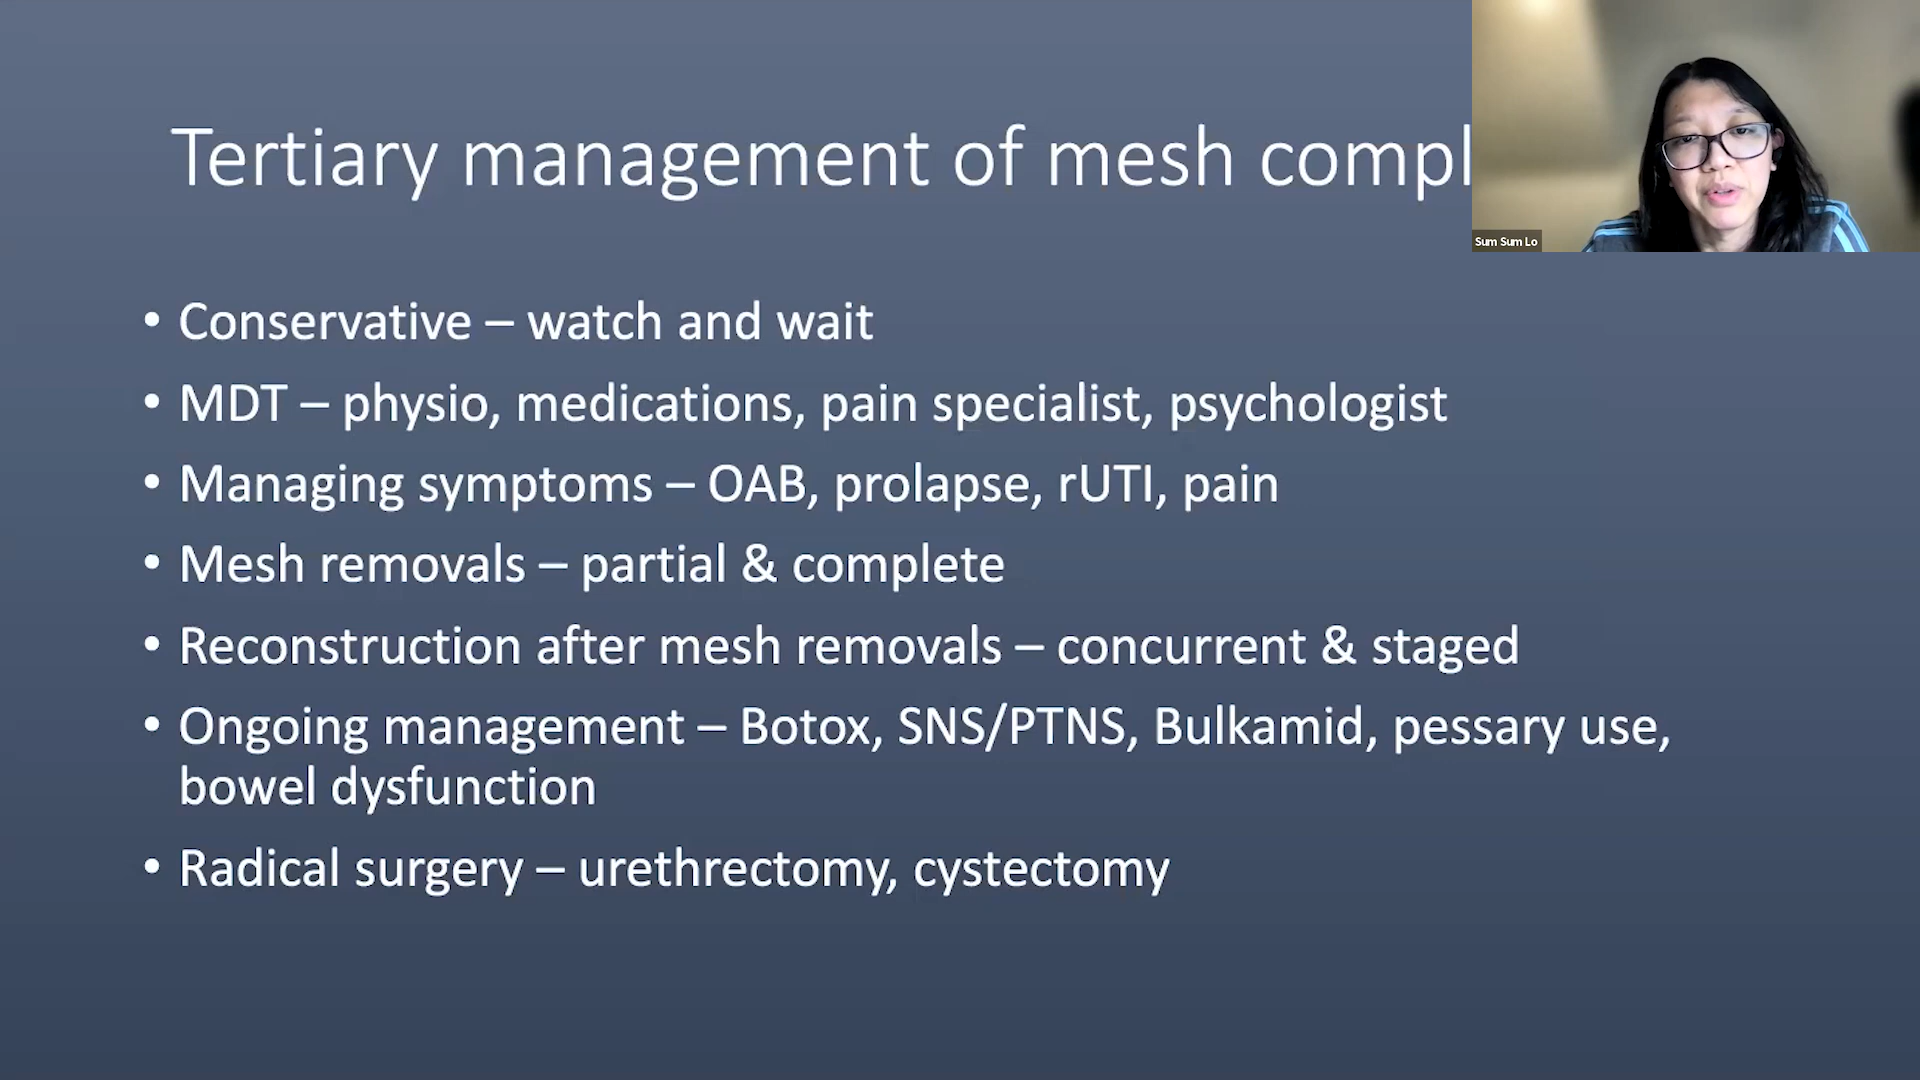 Tertiary management of mesh compl
Sum Sum Lo
• Conservative – watch and wait
• MDT – physio, medications, pain specialist, psychologist
• Managing symptoms – OAB, prolapse, rUTI, pain
• Mesh removals – partial & complete
• Reconstruction after mesh removals – concurrent & staged
• Ongoing management – Botox, SNS/PTNS, Bulkamid, pessary use,
bowel dysfunction
• Radical surgery – urethrectomy, cystectomy